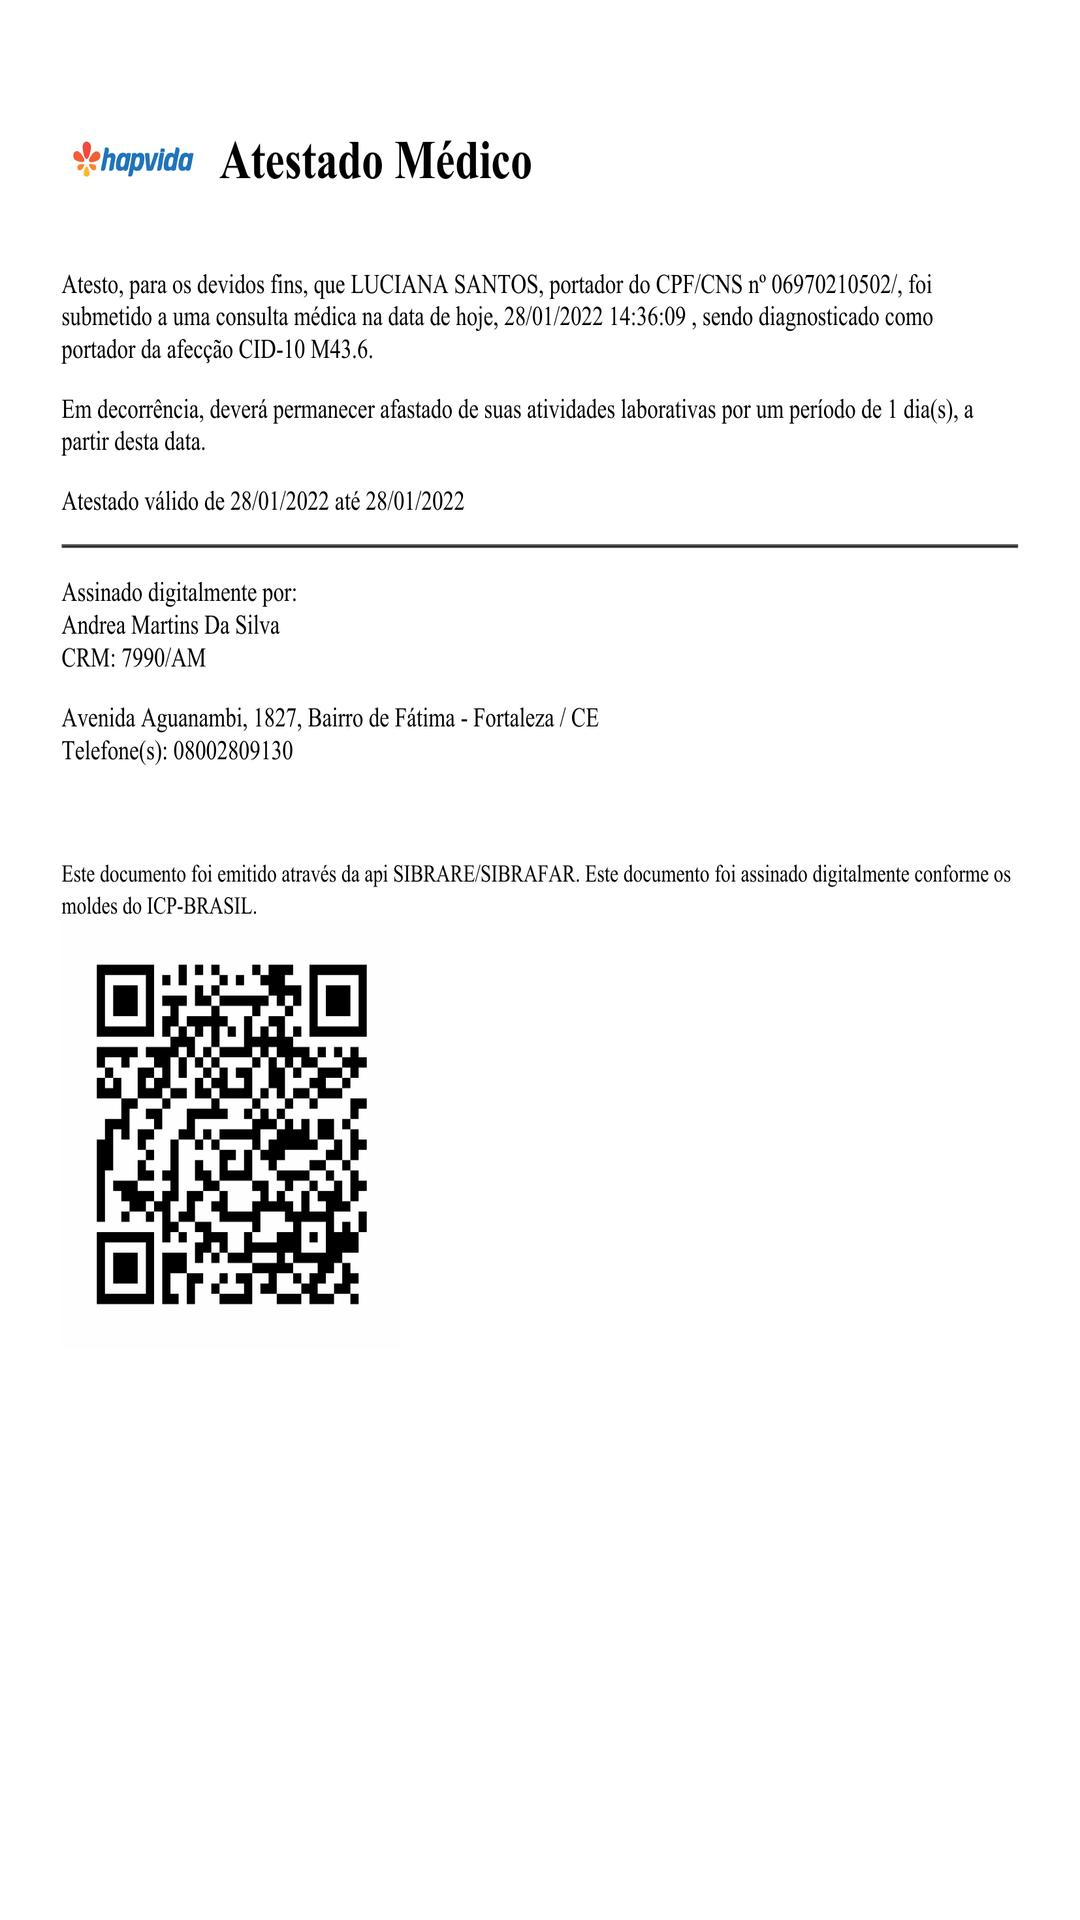 hapvida Atestado Médico
Atesto, para os devidos fins, que LUCIANA SANTOS, portador do CPF/CNS nº 06970210502/, foi
submetido a uma consulta médica na data de hoje, 28/01/2022 14:36:09 , sendo diagnosticado como
portador da afecção CID-10 M43.6.
Em decorrência, deverá permanecer afastado de suas atividades laborativas por um período de 1 dia(s), a
partir desta data.
Atestado válido de 28/01/2022 até 28/01/2022
Assinado digitalmente por:
Andrea Martins Da Silva
CRM: 7990/AM
Avenida Aguanambi, 1827, Bairro de Fátima - Fortaleza / CE
Telefone(s): 08002809130
Este documento foi emitido através da api SIBRARE/SIBRAFAR. Este documento foi assinado digitalmente conforme os
moldes do ICP-BRASIL.